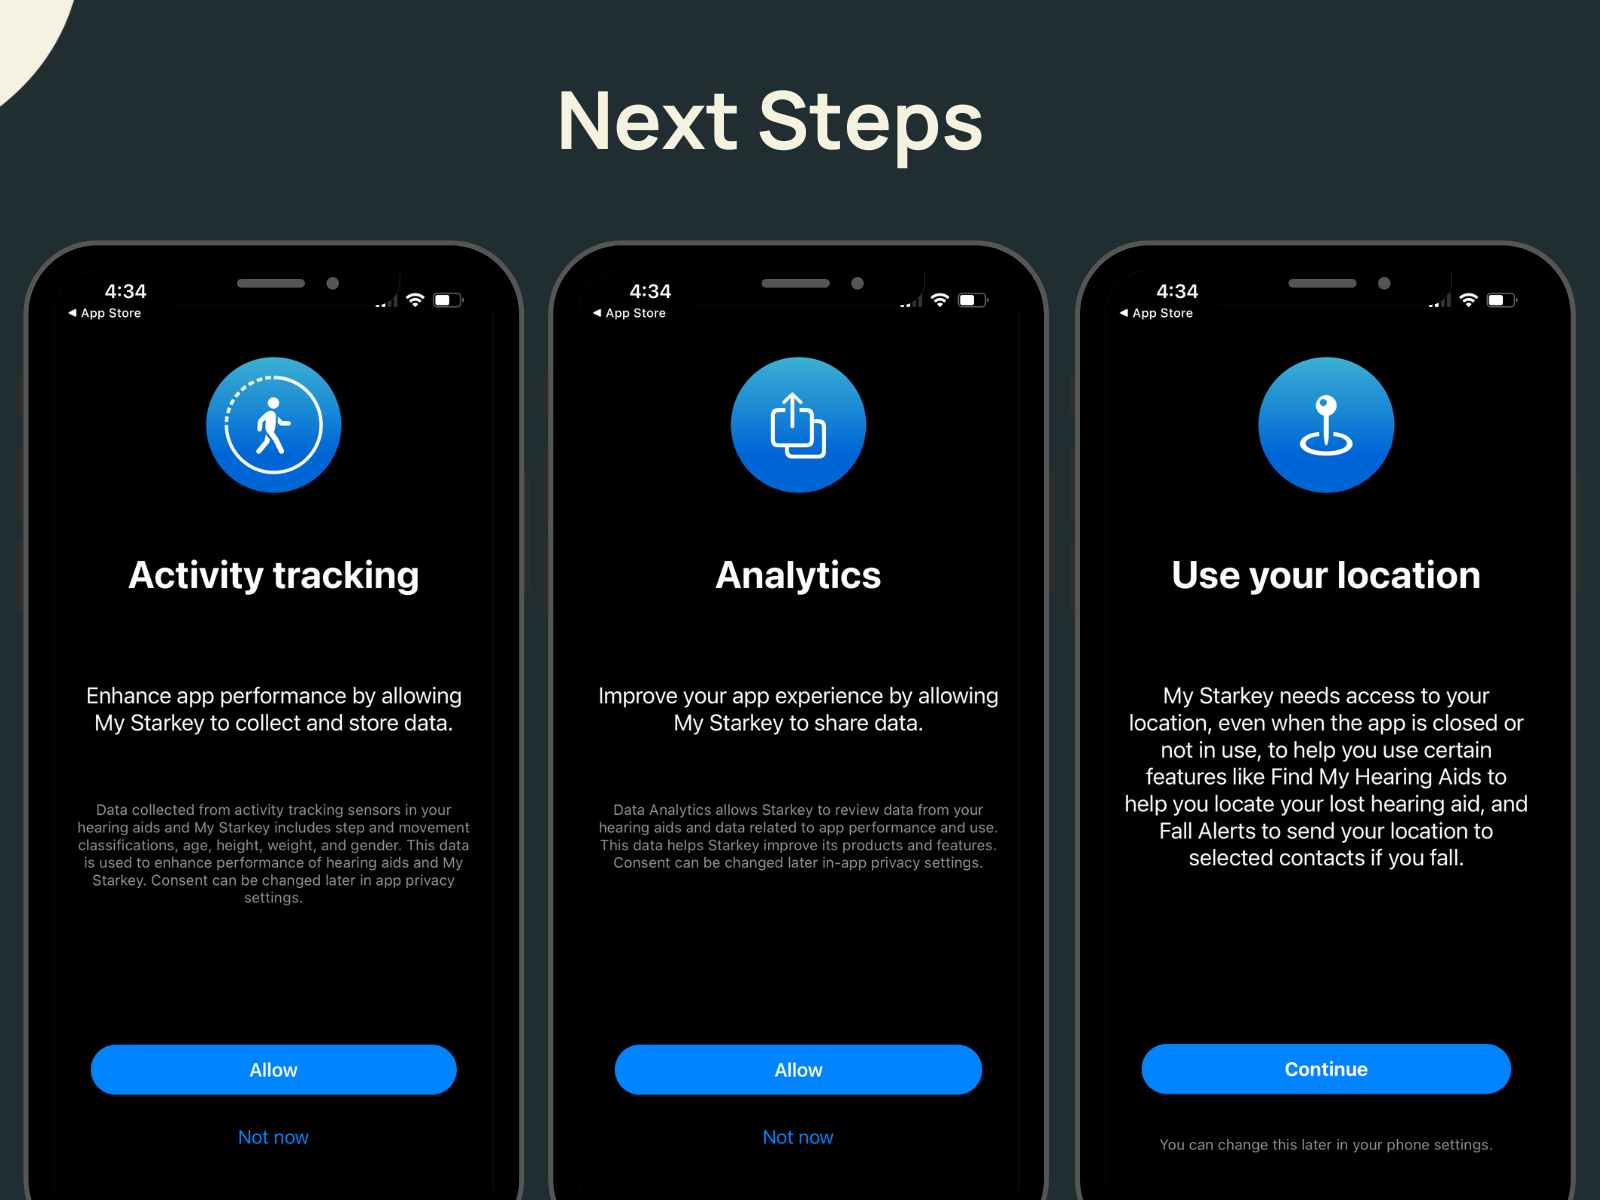 Next Steps
4:34
◀ App Store
Activity tracking
Enhance app performance by allowing
My Starkey to collect and store data.
Data collected from activity tracking sensors in your
hearing aids and My Starkey includes step and movement
classifications, age, height, weight, and gender. This data
is used to enhance performance of hearing aids and My
Starkey. Consent can be changed later in app privacy
settings.
Allow
Not now
4:34
◀ App Store
Analytics
Improve your app experience by allowing
My Starkey to share data.
Data Analytics allows Starkey to review data from your
hearing aids and data related to app performance and use.
This data helps Starkey improve its products and features.
Consent can be changed later in-app privacy settings.
Allow
Not now
4:34
◀ App Store
Use your location
My Starkey needs access to your
location, even when the app is closed or
not in use, to help you use certain
features like Find My Hearing Aids to
help you locate your lost hearing aid, and
Fall Alerts to send your location to
selected contacts if you fall.
Continue
You can change this later in your phone settings.